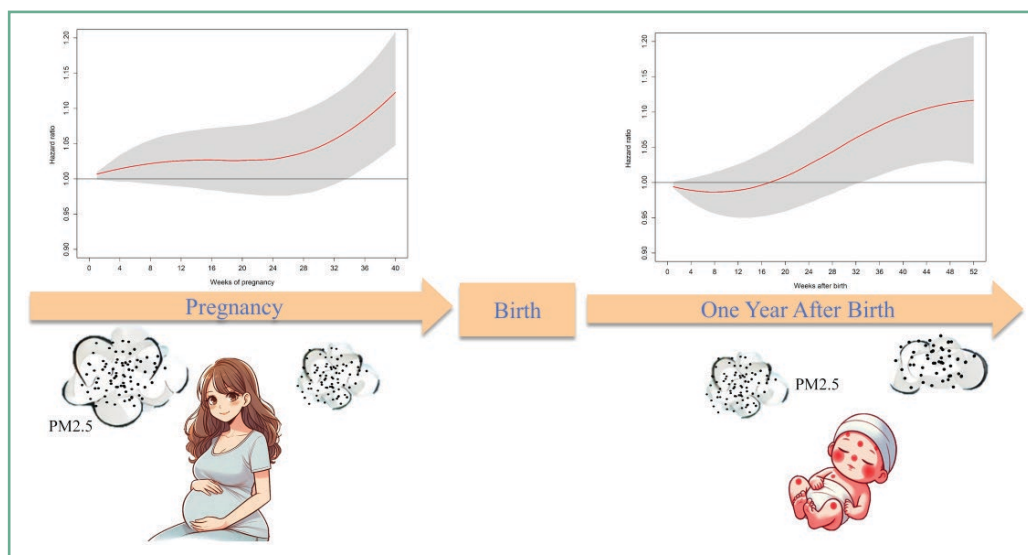 Hazard ratio
1.20
1.15
1.10
1.05
1.00
0.95
0.90
0 4 8 12 16 20 24 28 32 36 40
Weeks of pregnancy
Hazard ratio
1.20
1.15
1.10
1.05
1.00
0.95
0.90
0 4 8 12 16 20 24 28 32 36 40 44 48 52
Weeks after birth
Pregnancy
Birth
One Year After Birth
PM2.5
PM2.5